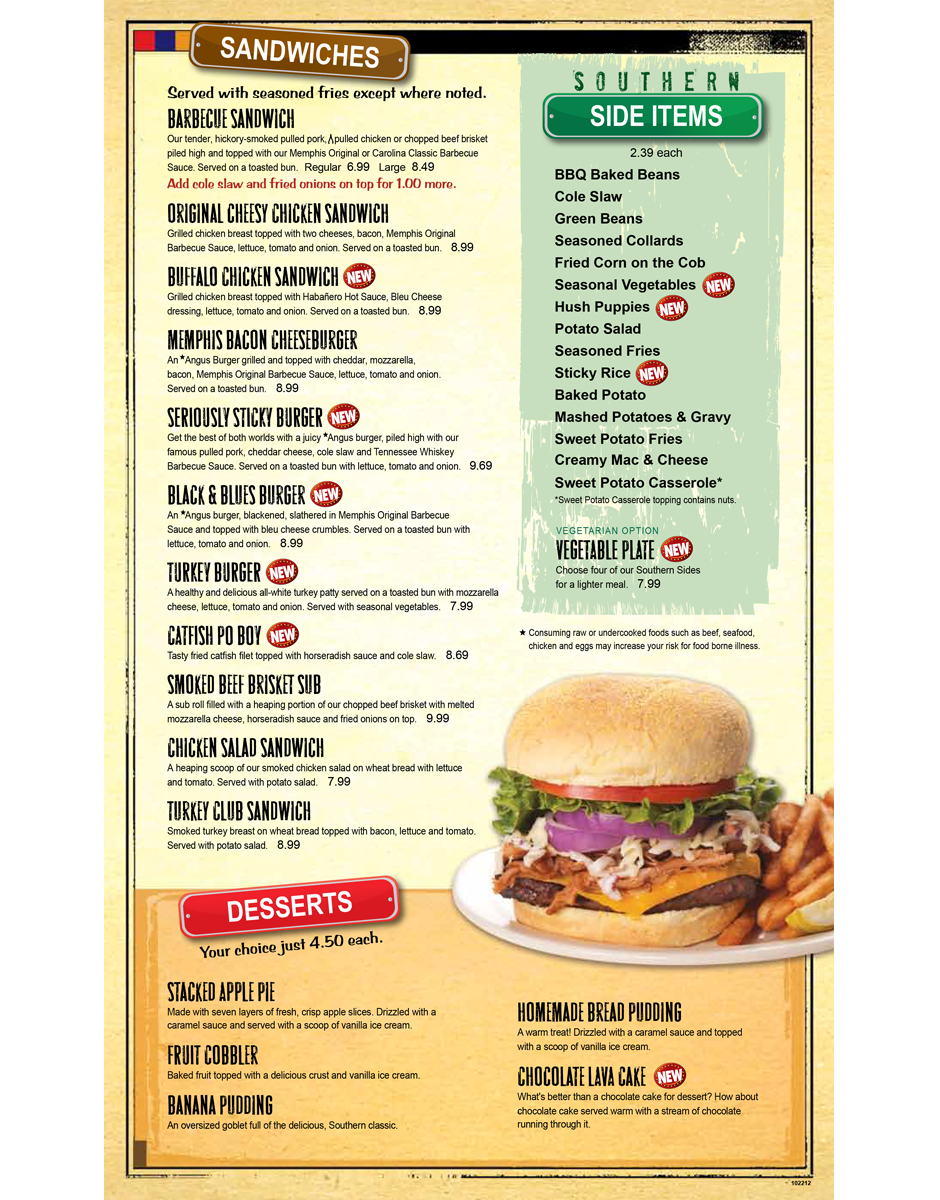 SANDWICHES
Served with seasoned fries except where noted.
BARBECUE SANDWICH
Our tender, hickory-smoked pulled pork, pulled chicken or chopped beef brisket
piled high and topped with our Memphis Original or Carolina Classic Barbecue
Sauce. Served on a toasted bun. Regular 6.99 Large 8.49
Add cole slaw and fried onions on top for 1.00 more.
ORIGINAL CHEESY CHICKEN SANDWICH
Grilled chicken breast topped with two cheeses, bacon, Memphis Original
Barbecue Sauce, lettuce, tomato and onion. Served on a toasted bun. 8.99
BUFFALO CHICKEN SANDWICH NEW
Grilled chicken breast topped with Habañero Hot Sauce, Bleu Cheese
dressing, lettuce, tomato and onion. Served on a toasted bun. 8.99
MEMPHIS BACON CHEESEBURGER
An ★Angus Burger grilled and topped with cheddar, mozzarella,
bacon, Memphis Original Barbecue Sauce, lettuce, tomato and onion.
Served on a toasted bun. 8.99
SERIOUSLY STICKY BURGER NEW
Get the best of both worlds with a juicy ★Angus burger, piled high with our
famous pulled pork, cheddar cheese, cole slaw and Tennessee Whiskey
Barbecue Sauce. Served on a toasted bun with lettuce, tomato and onion. 9.69
BLACK & BLUES BURGER NEW
An ★Angus burger, blackened, slathered in Memphis Original Barbecue
Sauce and topped with bleu cheese crumbles. Served on a toasted bun with
lettuce, tomato and onion. 8.99
TURKEY BURGER NEW
A healthy and delicious all-white turkey patty served on a toasted bun with mozzarella
cheese, lettuce, tomato and onion. Served with seasonal vegetables. 7.99
CATFISH PO BOY NEW
Tasty fried catfish filet topped with horseradish sauce and cole slaw. 8.69
SMOKED BEEF BRISKET SUB
A sub roll filled with a heaping portion of our chopped beef brisket with melted
mozzarella cheese, horseradish sauce and fried onions on top. 9.99
CHICKEN SALAD SANDWICH
A heaping scoop of our smoked chicken salad on wheat bread with lettuce
and tomato. Served with potato salad. 7.99
TURKEY CLUB SANDWICH
Smoked turkey breast on wheat bread topped with bacon, lettuce and tomato.
Served with potato salad. 8.99
SOUTHERN
SIDE ITEMS
2.39 each
BBQ Baked Beans
Cole Slaw
Green Beans
Seasoned Collards
Fried Corn on the Cob
Seasonal Vegetables NEW
Hush Puppies NEW
Potato Salad
Seasoned Fries
Sticky Rice NEW
Baked Potato
Mashed Potatoes & Gravy
Sweet Potato Fries
Creamy Mac & Cheese
Sweet Potato Casserole*
*Sweet Potato Casserole topping contains nuts.
VEGETARIAN OPTION
VEGETABLE PLATE NEW
Choose four of our Southern Sides
for a lighter meal. 7.99
★ Consuming raw or undercooked foods such as beef, seafood,
chicken and eggs may increase your risk for food borne illness.
DESSERTS
Your choice just 4.50 each.
STACKED APPLE PIE
Made with seven layers of fresh, crisp apple slices. Drizzled with a
caramel sauce and served with a scoop of vanilla ice cream.
FRUIT COBBLER
Baked fruit topped with a delicious crust and vanilla ice cream.
BANANA PUDDING
An oversized goblet full of the delicious, Southern classic.
HOMEMADE BREAD PUDDING
A warm treat! Drizzled with a caramel sauce and topped
with a scoop of vanilla ice cream.
CHOCOLATE LAVA CAKE NEW
What's better than a chocolate cake for dessert? How about
chocolate cake served warm with a stream of chocolate
running through it.
102212